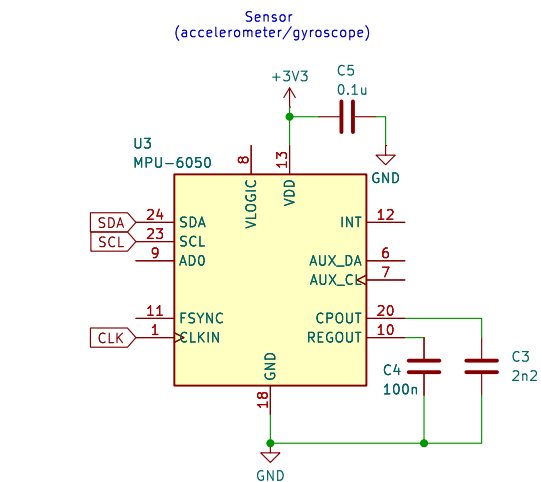 Sensor
(accelerometer/gyroscope)
+3V3
C5
0.1u
GND
U3
MPU-6050
8
13
VLOGIC
VDD
SDA
24
SDA
SCL
23
SCL
9
AD0
11
FSYNC
CLK
1
CLKIN
INT
12
AUX_DA
6
AUX_CL
7
CPOUT
20
REGOUT
10
GND
18
C4
100n
C3
2n2
GND